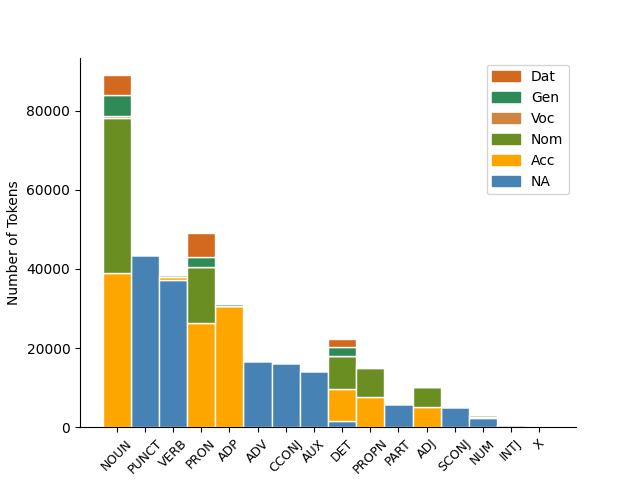 Number of Tokens
80000
60000
40000
20000
0
Dat
Gen
Voc
Nom
Acc
NA
NOUN
PUNCT
VERB
PRON
ADP
ADV
CCONJ
AUX
DET
PROPN
PART
ADJ
SCONJ
NUM
INTJ
X